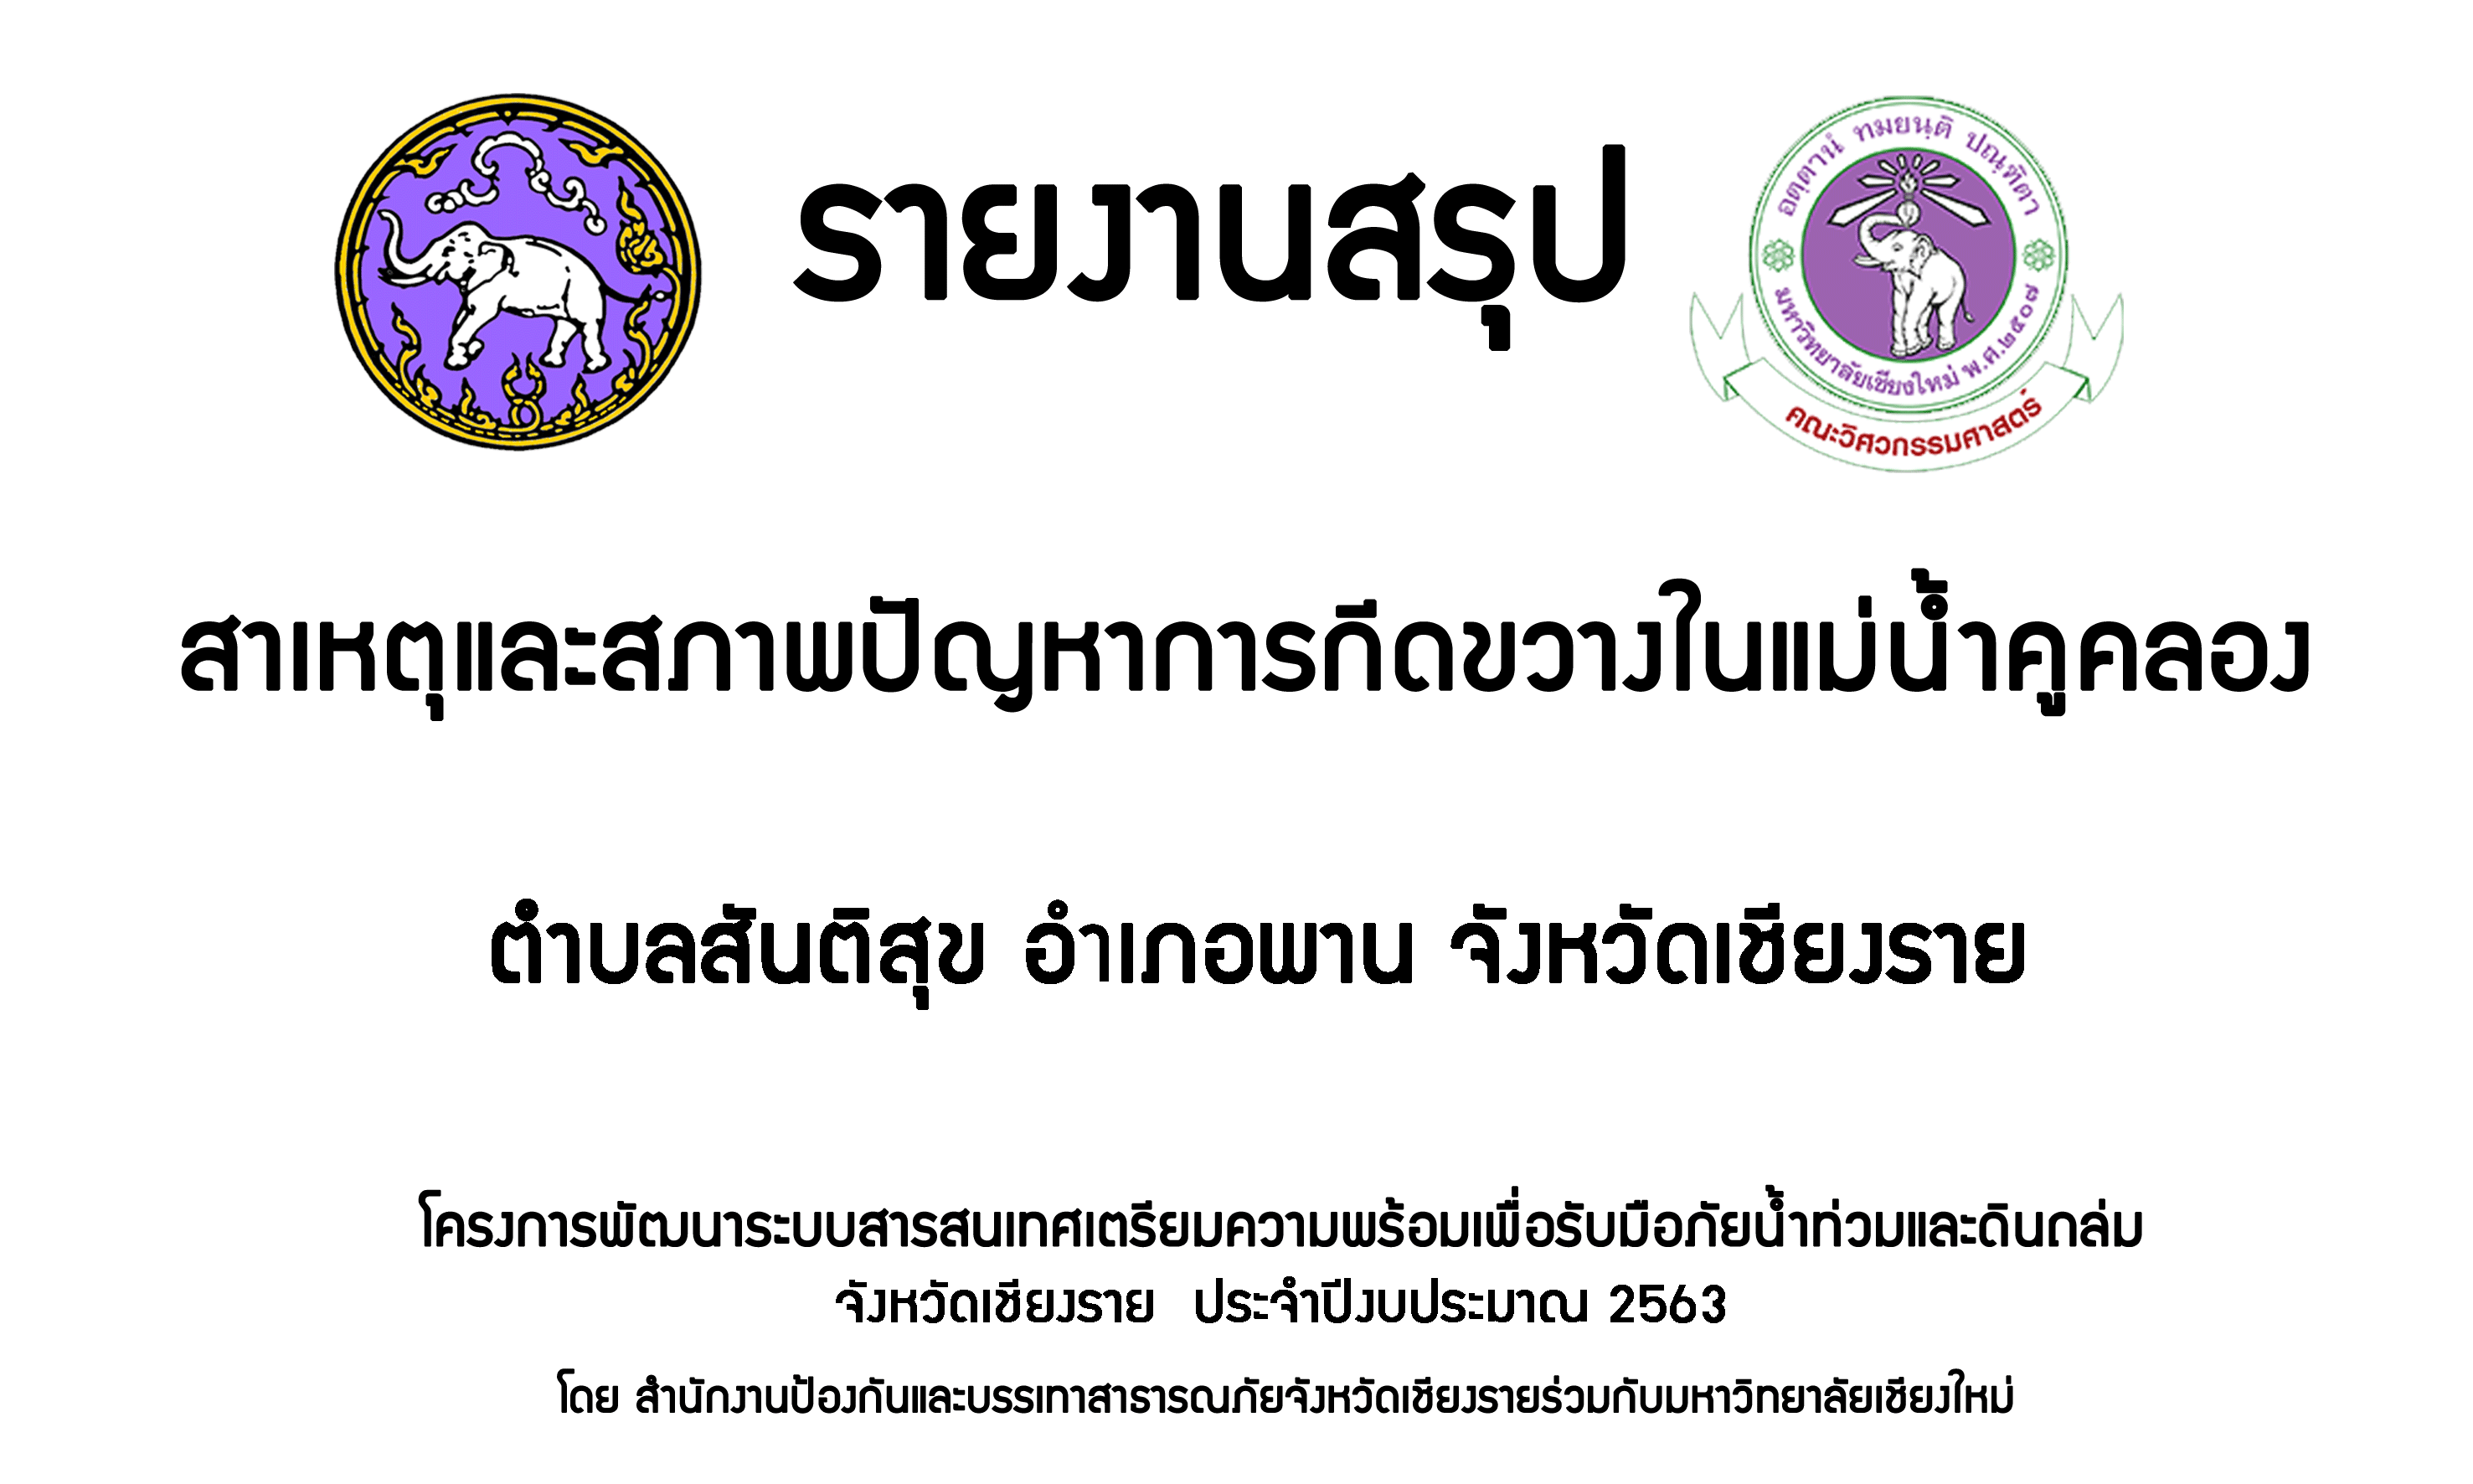 รายงานสรุป
อตฺตานํ ทมยนฺติ ปณฺฑิตา
มหาวิทยาลัยเชียงใหม่ พ.ศ.๒๕๐๗
คณะวิศวกรรมศาสตร์
สาเหตุและสภาพปัญหาการกีดขวางในแม่น้ำคูคลอง
ตำบลสันติสุข อำเภอพาน จังหวัดเชียงราย
โครงการพัฒนาระบบสารสนเทศเตรียมความพร้อมเพื่อรับมือภัยน้ำท่วมและดินถล่ม
จังหวัดเชียงราย ประจำปีงบประมาณ 2563
โดย สำนักงานป้องกันและบรรเทาสาธารณภัยจังหวัดเชียงรายร่วมกับมหาวิทยาลัยเชียงใหม่